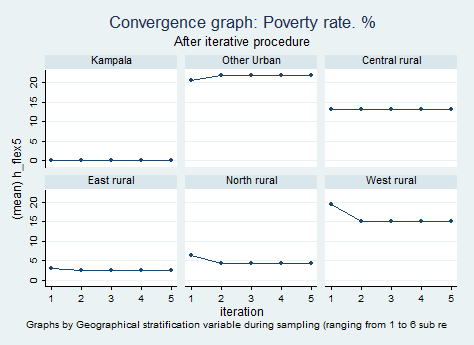 Convergence graph: Poverty rate. %
After iterative procedure
Kampala
Other Urban
Central rural
20
15
10
5
0
East rural
North rural
West rural
20
15
10
5
0
(mean) h_flex5
1 2 3 4 5
1 2 3 4 5
1 2 3 4 5
iteration
Graphs by Geographical stratification variable during sampling (ranging from 1 to 6 sub re